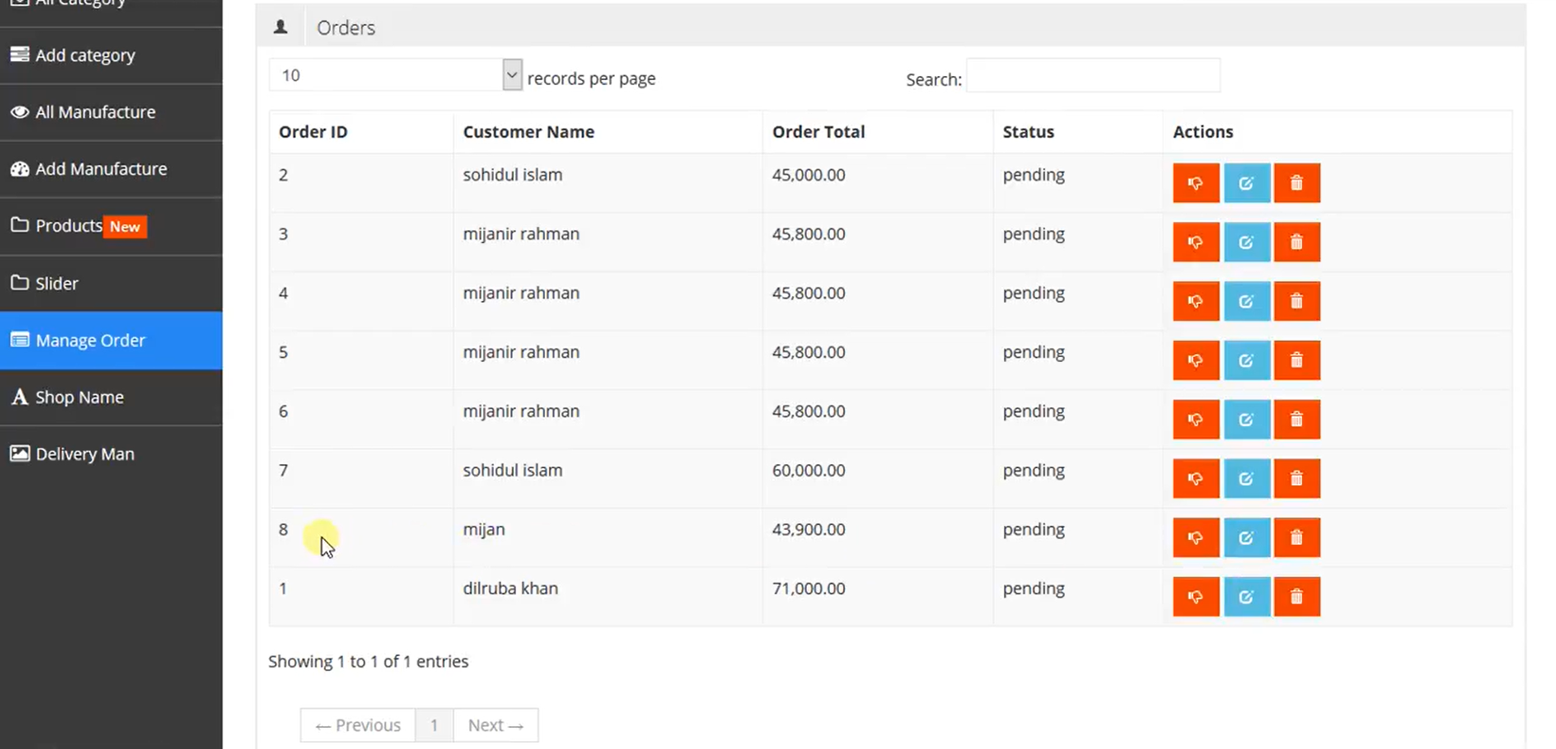 All Category
Add category
All Manufacture
Add Manufacture
Products New
Slider
Manage Order
Shop Name
Delivery Man
Orders
10 records per page Search:
Order ID Customer Name Order Total Status Actions
2 sohidul islam 45,000.00 pending
3 mijanir rahman 45,800.00 pending
4 mijanir rahman 45,800.00 pending
5 mijanir rahman 45,800.00 pending
6 mijanir rahman 45,800.00 pending
7 sohidul islam 60,000.00 pending
8 mijan 43,900.00 pending
1 dilruba khan 71,000.00 pending
Showing 1 to 1 of 1 entries
← Previous 1 Next →